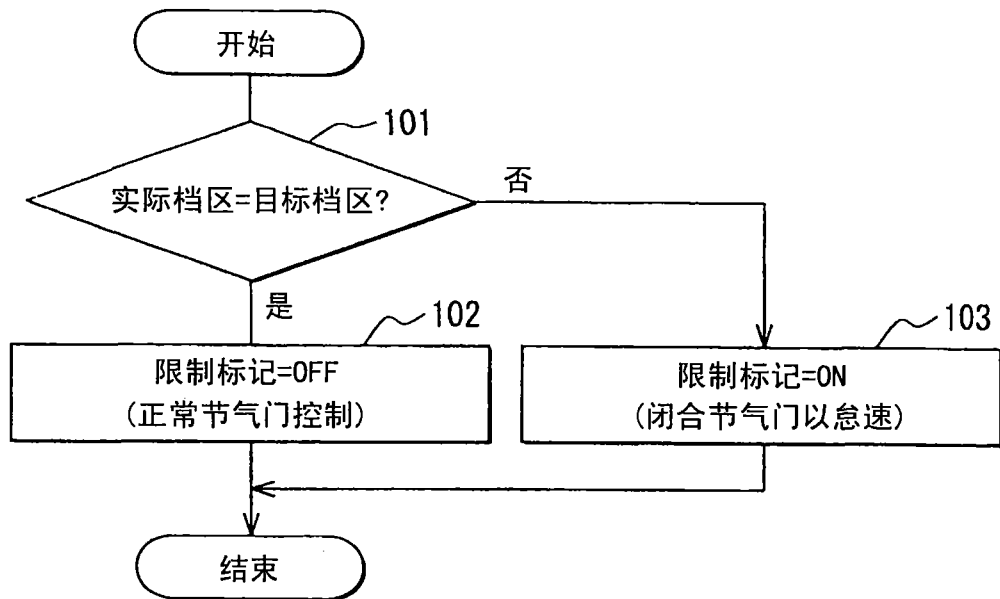 开始
101
实际档区=目标档区?
否
是
102
103
限制标记=OFF
(正常节气门控制)
限制标记=ON
(闭合节气门以怠速)
结束